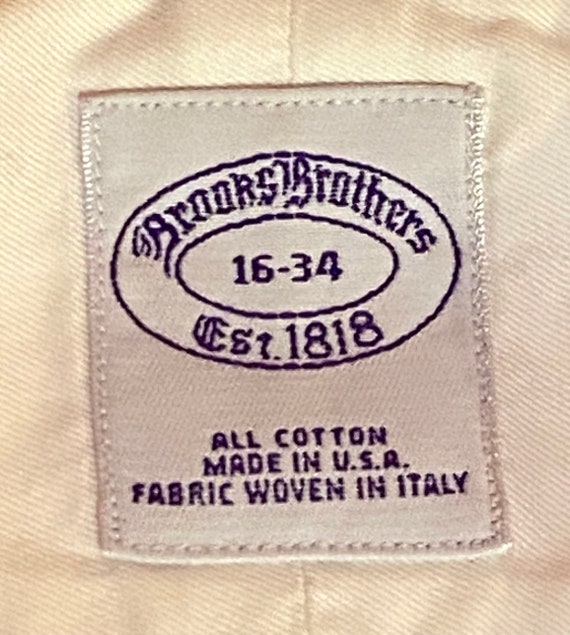 Brooks Brothers
16-34
Est. 1818
ALL COTTON
MADE IN U.S.A.
FABRIC WOVEN IN ITALY